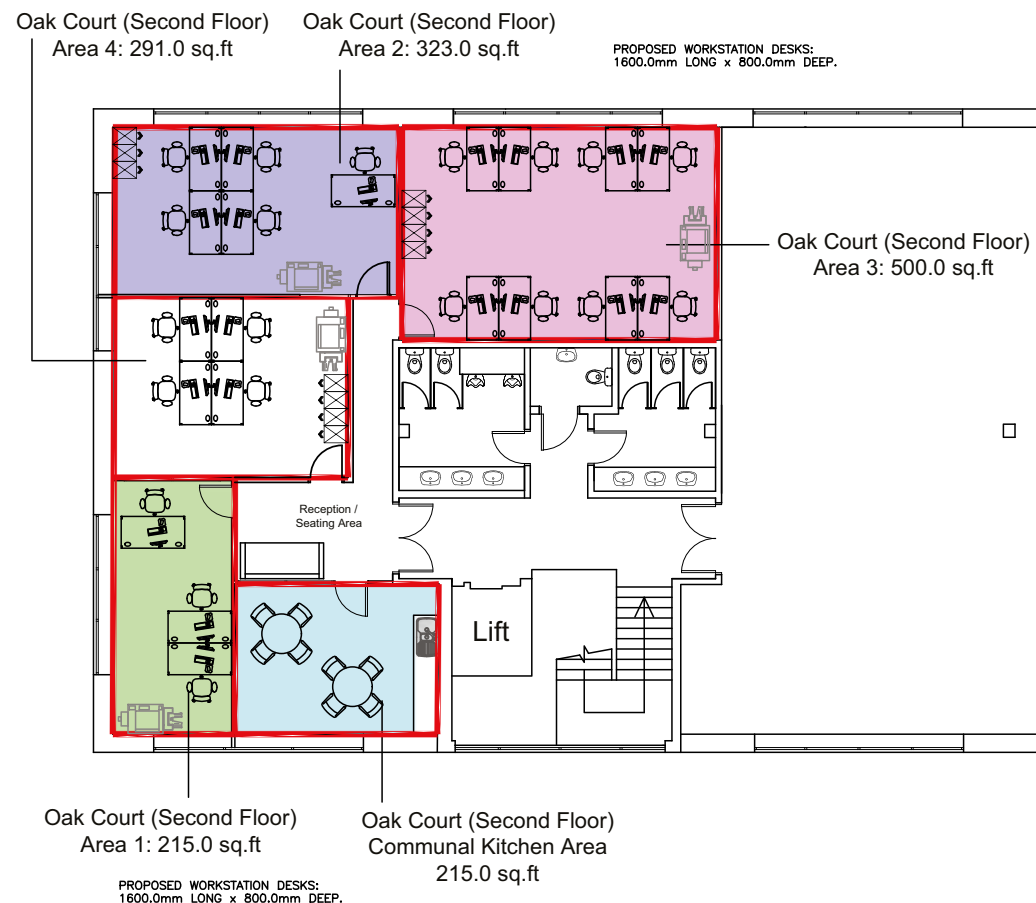 Oak Court (Second Floor)
Area 4: 291.0 sq.ft
Oak Court (Second Floor)
Area 2: 323.0 sq.ft
PROPOSED WORKSTATION DESKS:
1600.0mm LONG x 800.0mm DEEP.
Oak Court (Second Floor)
Area 3: 500.0 sq.ft
Reception /
Seating Area
Lift
Oak Court (Second Floor)
Area 1: 215.0 sq.ft
Oak Court (Second Floor)
Communal Kitchen Area
215.0 sq.ft
PROPOSED WORKSTATION DESKS:
1600.0mm LONG x 800.0mm DEEP.